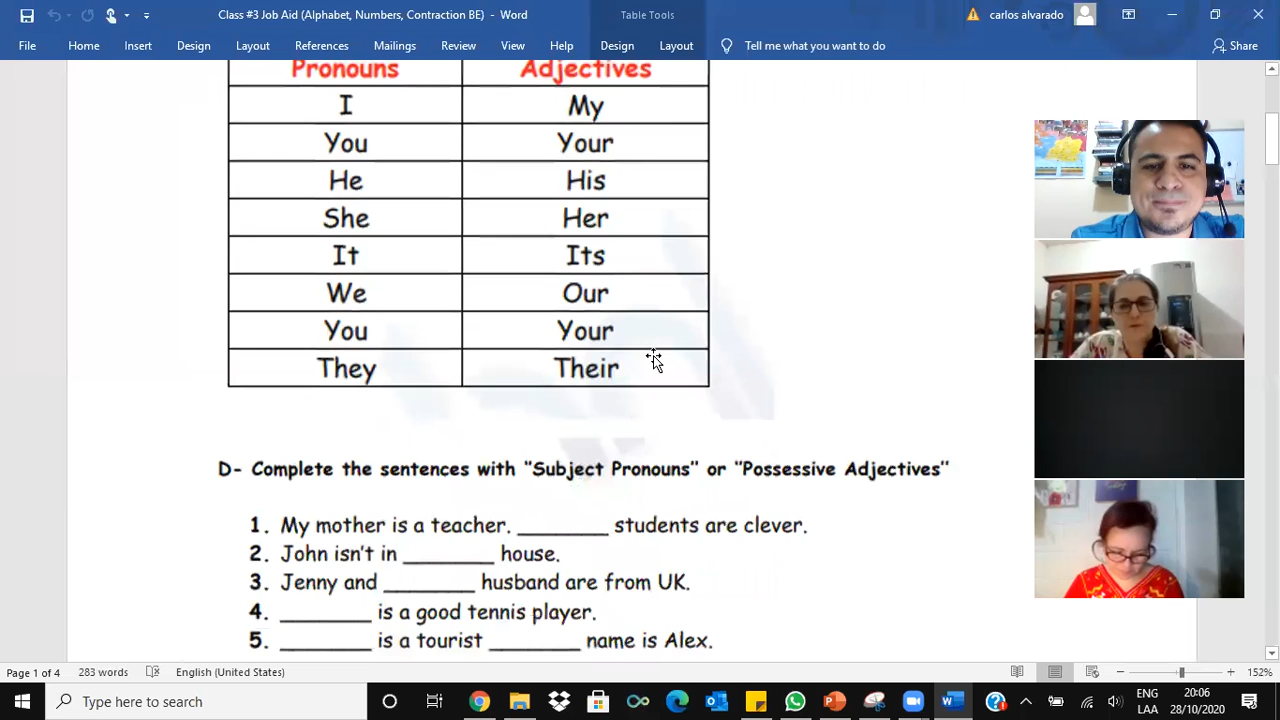 Class #3 Job Aid (Alphabet, Numbers, Contraction BE) - Word
Table Tools
carlos alvarado
File Home Insert Design Layout References Mailings Review View Help Design Layout Tell me what you want to do Share
Pronouns Adjectives
I My
You Your
He His
She Her
It Its
We Our
You Your
They Their
D- Complete the sentences with “Subject Pronouns” or “Possessive Adjectives”
1. My mother is a teacher. ________ students are clever.
2. John isn’t in ________ house.
3. Jenny and ________ husband are from UK.
4. ________ is a good tennis player.
5. ________ is a tourist ________ name is Alex.
Page 1 of 4 283 words English (United States) 152%
Type here to search
ENG 20:06
LAA 28/10/2020